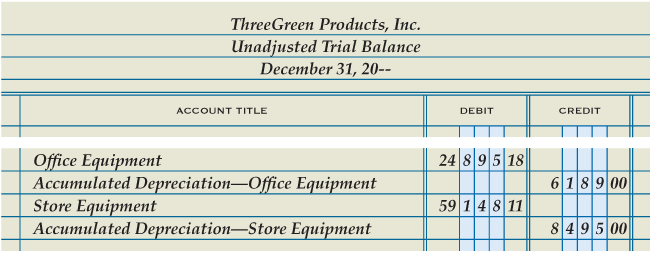 ThreeGreen Products, Inc.
Unadjusted Trial Balance
December 31, 20--
ACCOUNT TITLE DEBIT CREDIT
Office Equipment 24 8 9 5 18
Accumulated Depreciation—Office Equipment 6 1 8 9 00
Store Equipment 59 1 4 8 11
Accumulated Depreciation—Store Equipment 8 4 9 5 00